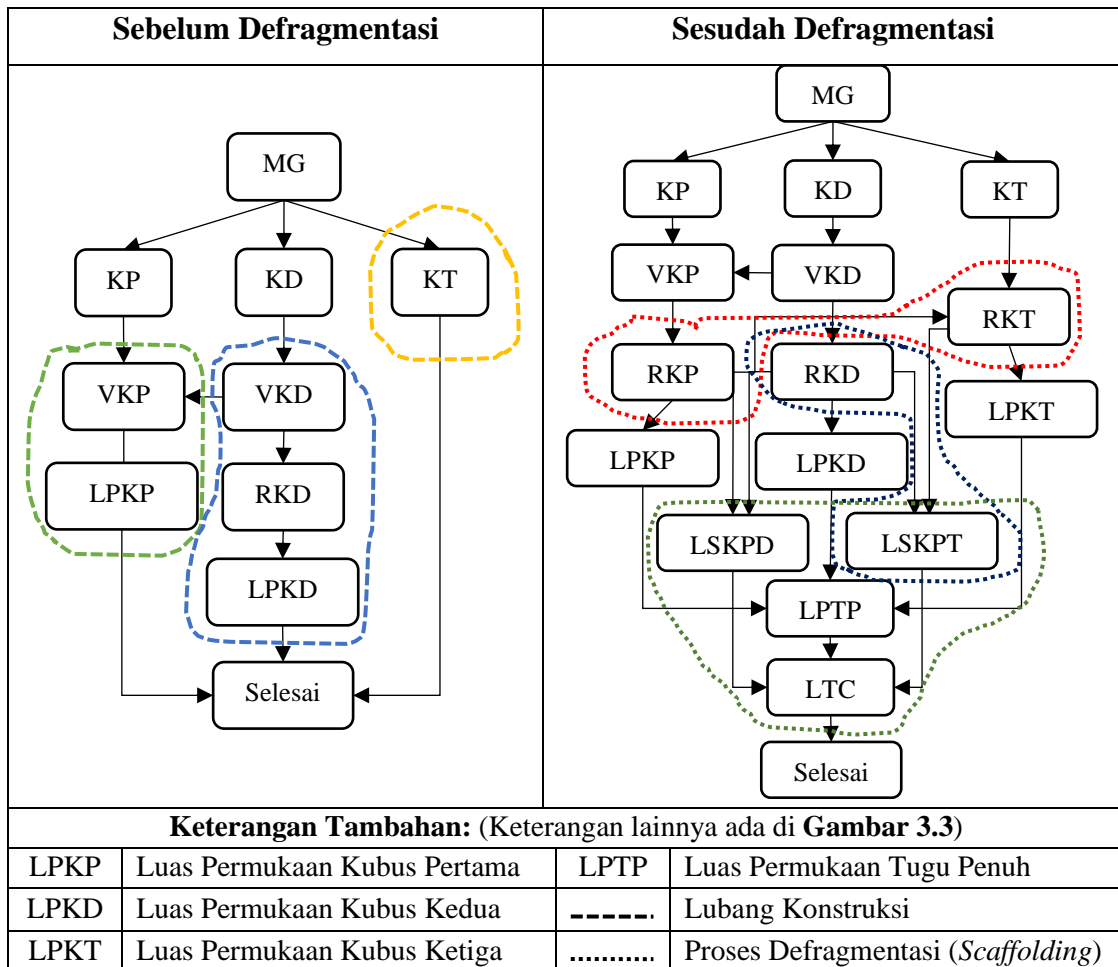 Sebelum Defragmentasi
Sesudah Defragmentasi
MG
KP
KD
KT
VKP
VKD
LPKP
RKD
LPKD
Selesai
MG
KP
KD
KT
VKP
VKD
RKT
RKP
RKD
LPKT
LPKP
LPKD
LSKPD
LSKPT
LPTP
LTC
Selesai
Keterangan Tambahan: (Keterangan lainnya ada di Gambar 3.3)
LPKP Luas Permukaan Kubus Pertama LPTP Luas Permukaan Tugu Penuh
LPKD Luas Permukaan Kubus Kedua Lubang Konstruksi
LPKT Luas Permukaan Kubus Ketiga Proses Defragmentasi (Scaffolding)